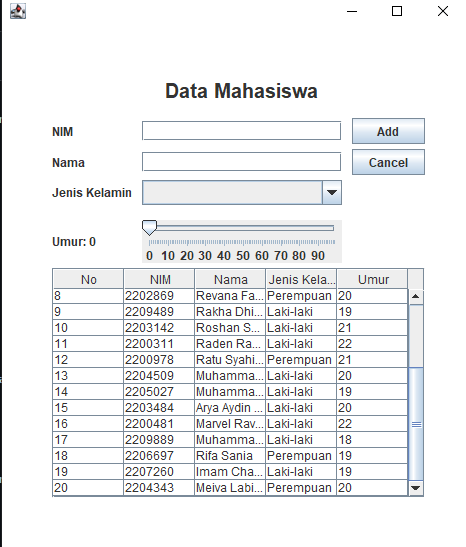 Data Mahasiswa
NIM Add
Nama Cancel
Jenis Kelamin
Umur: 0
0 10 20 30 40 50 60 70 80 90
No NIM Nama Jenis Kela... Umur
8 2202869 Revana Fa... Perempuan 20
9 2209489 Rakha Dhi... Laki-laki 19
10 2203142 Roshan S... Laki-laki 21
11 2200311 Raden Ra... Laki-laki 22
12 2200978 Ratu Syahi... Perempuan 21
13 2204509 Muhamma... Laki-laki 20
14 2205027 Muhamma... Laki-laki 19
15 2203484 Arya Aydin ... Laki-laki 20
16 2200481 Marvel Rav... Laki-laki 22
17 2209889 Muhamma... Laki-laki 18
18 2206697 Rifa Sania Perempuan 19
19 2207260 Imam Cha... Laki-laki 19
20 2204343 Meiva Labi... Perempuan 20